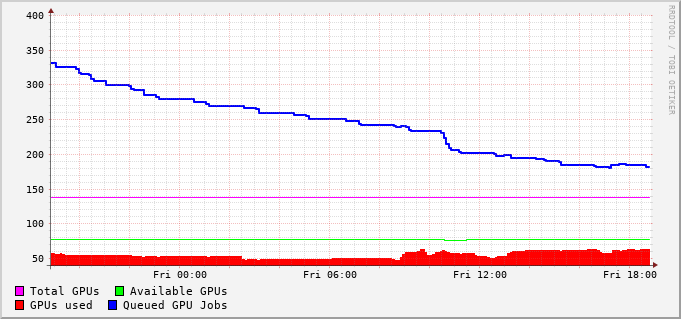 400
350
300
250
200
150
100
50
Fri 00:00 Fri 06:00 Fri 12:00 Fri 18:00
Total GPUs Available GPUs
GPUs used Queued GPU Jobs
RRDTOOL / TOBI OETIKER